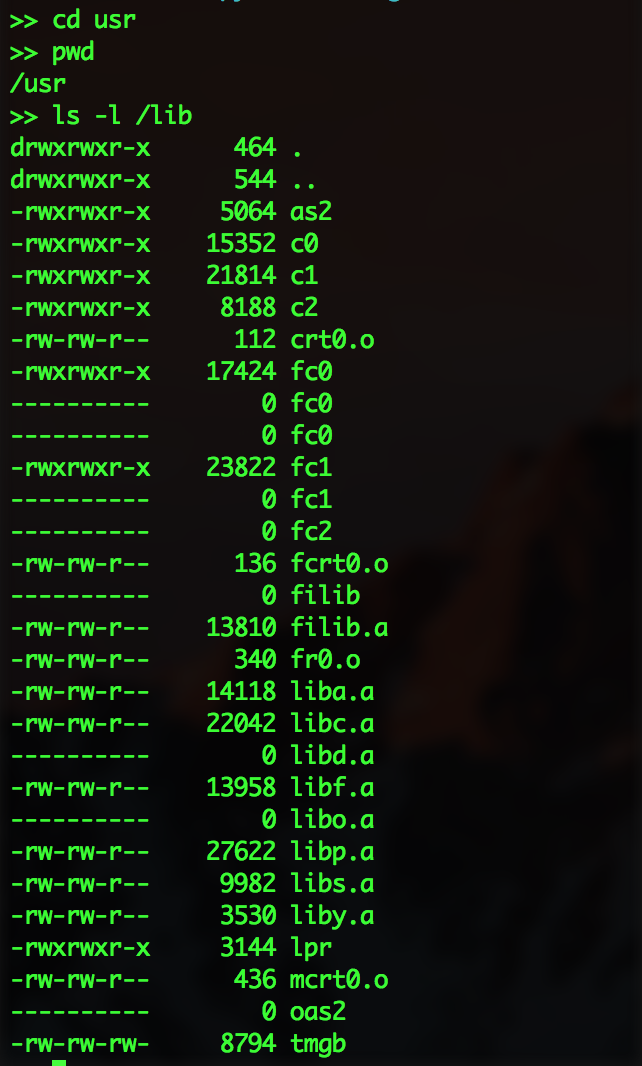 >> cd usr
>> pwd
/usr
>> ls -l /lib
drwxrwxr-x      464 .
drwxrwxr-x      544 ..
-rwxrwxr-x     5064 as2
-rwxrwxr-x    15352 c0
-rwxrwxr-x    21814 c1
-rwxrwxr-x     8188 c2
-rw-rw-r--      112 crt0.o
-rwxrwxr-x    17424 fc0
----------        0 fc0
----------        0 fc0
-rwxrwxr-x    23822 fc1
----------        0 fc1
----------        0 fc2
-rw-rw-r--      136 fcrt0.o
----------        0 filib
-rw-rw-r--    13810 filib.a
-rw-rw-r--      340 fr0.o
-rw-rw-r--    14118 liba.a
-rw-rw-r--    22042 libc.a
----------        0 libd.a
-rw-rw-r--    13958 libf.a
----------        0 libo.a
-rw-rw-r--    27622 libp.a
-rw-rw-r--     9982 libs.a
-rw-rw-r--     3530 liby.a
-rwxrwxr-x     3144 lpr
-rw-rw-r--      436 mcrt0.o
----------        0 oas2
-rw-rw-rw-     8794 tmgb